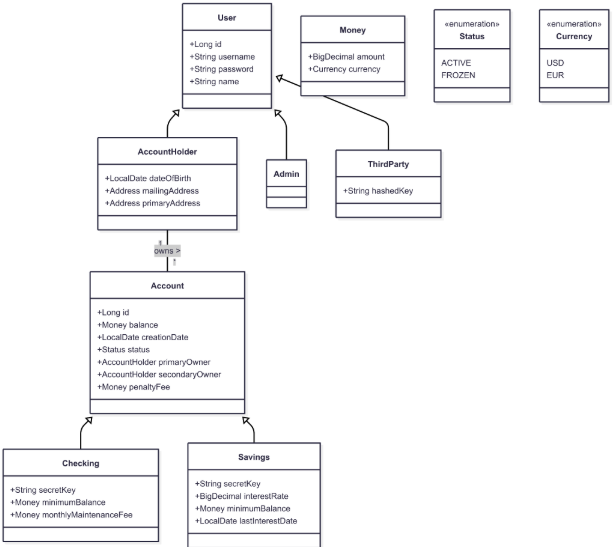 User
+Long id
+String username
+String password
+String name
Money
+BigDecimal amount
+Currency currency
«enumeration»
Status
ACTIVE
FROZEN
«enumeration»
Currency
USD
EUR
AccountHolder
+LocalDate dateOfBirth
+Address mailingAddress
+Address primaryAddress
Admin
ThirdParty
+String hashedKey
owns >
Account
+Long id
+Money balance
+LocalDate creationDate
+Status status
+AccountHolder primaryOwner
+AccountHolder secondaryOwner
+Money penaltyFee
Checking
+String secretKey
+Money minimumBalance
+Money monthlyMaintenanceFee
Savings
+String secretKey
+BigDecimal interestRate
+Money minimumBalance
+LocalDate lastInterestDate